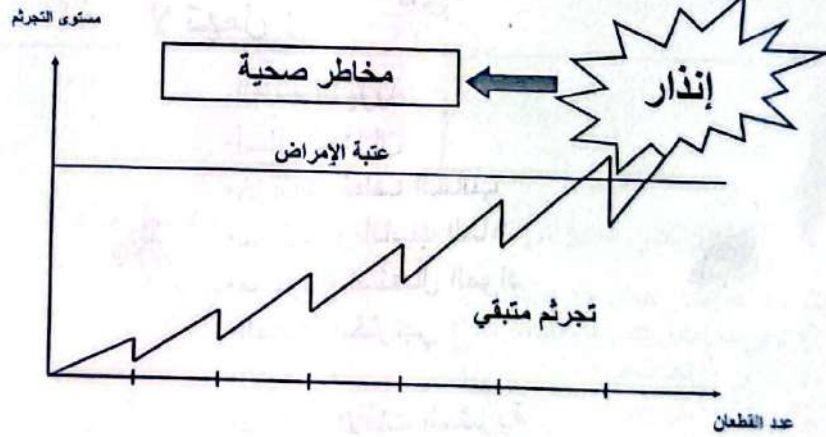 مستوى التجرثم
إنذار
مخاطر صحية
عتبة الإمراض
تجرثم متبقي
عدد القطعان